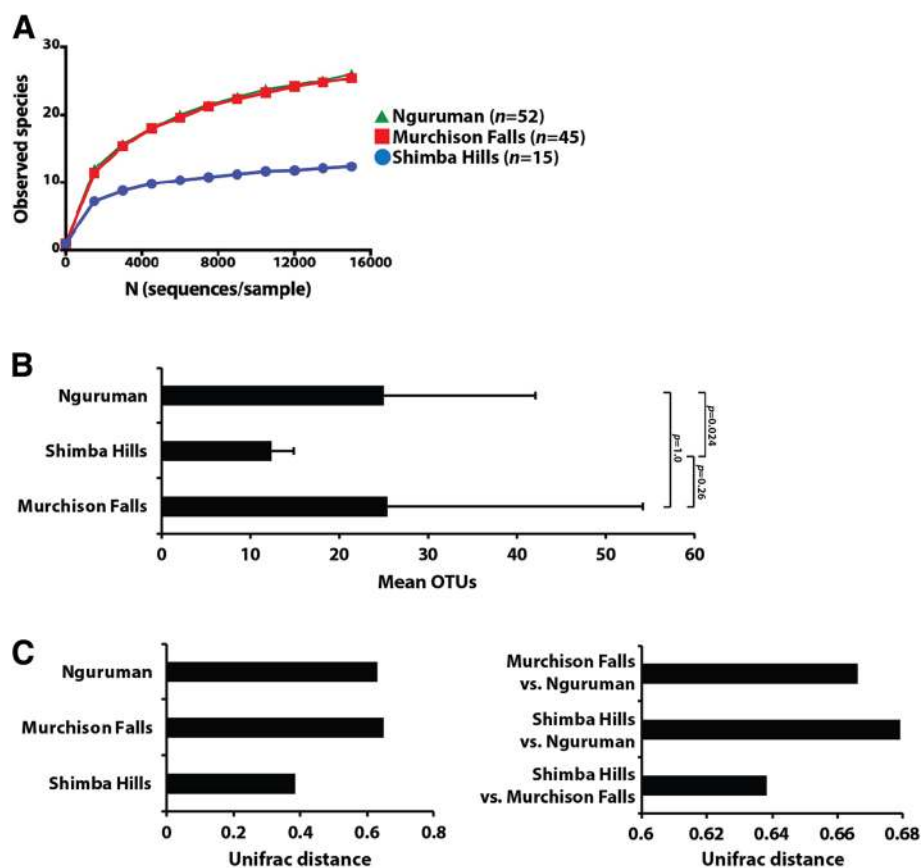 A
30
20
10
0
Observed species
0 4000 8000 12000 16000
N (sequences/sample)
Nguruman (n=52)
Murchison Falls (n=45)
Shimba Hills (n=15)
B
Nguruman
Shimba Hills
Murchison Falls
0 10 20 30 40 50 60
Mean OTUs
p=1.0
p=0.024
p=0.26
C
Nguruman
Murchison Falls
Shimba Hills
0 0.2 0.4 0.6 0.8
Unifrac distance
Murchison Falls
vs. Nguruman
Shimba Hills
vs. Nguruman
Shimba Hills
vs. Murchison Falls
0.6 0.62 0.64 0.66 0.68
Unifrac distance